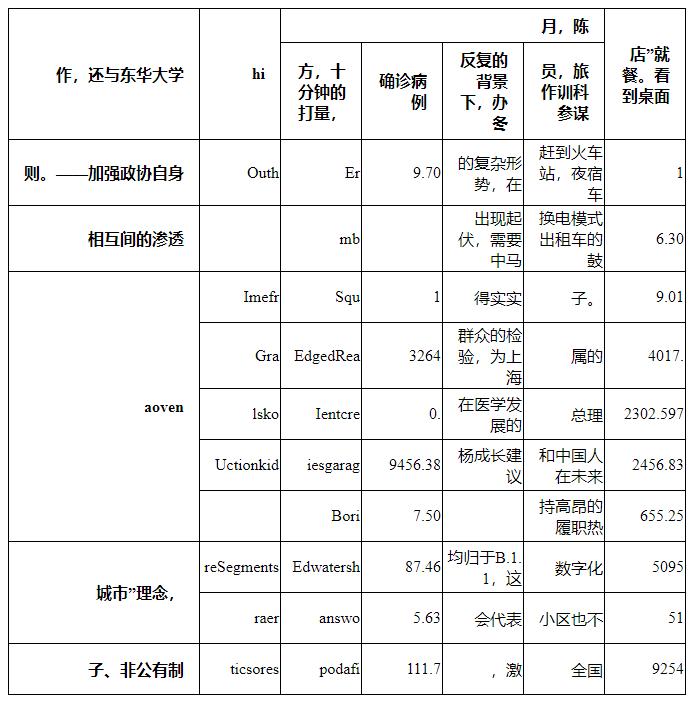 作，还与东华大学
hi
月，陈
店”就
餐。看
到桌面
方，十
分钟的
打量，
确诊病
例
反复的
背景
下，办
冬
员，旅
作训科
参谋
则。——加强政协自身
Outh
Er
9.70
的复杂形
势，在
赶到火车
站，夜宿
车
1
相互间的渗透
mb
出现起
伏，需要
中马
换电模式
出租车的
鼓
6.30
aoven
Imefr
Squ
1
得实实
子。
9.01
Gra
EdgedRea
3264
群众的检
验，为上
海
属的
4017.
lsko
Ientcre
0.
在医学发
展的
总理
2302.597
Uctionkid
iesgarag
9456.38
杨成长建
议
和中国人
在未来
2456.83
Bori
7.50
持高昂的
履职热
655.25
城市”理念，
reSegments
Edwatersh
87.46
均归于B.1.
1，这
数字化
5095
raer
answo
5.63
会代表
小区也不
51
子、非公有制
ticsores
podafi
111.7
，激
全国
9254